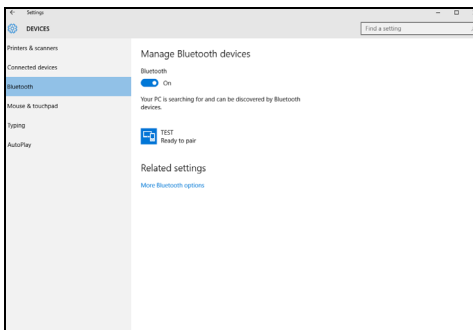 Settings
DEVICES
Find a setting
Printers & scanners
Connected devices
Bluetooth
Mouse & touchpad
Typing
AutoPlay
Manage Bluetooth devices
Bluetooth
On
Your PC is searching for and can be discovered by Bluetooth
devices.
TEST
Ready to pair
Related settings
More Bluetooth options